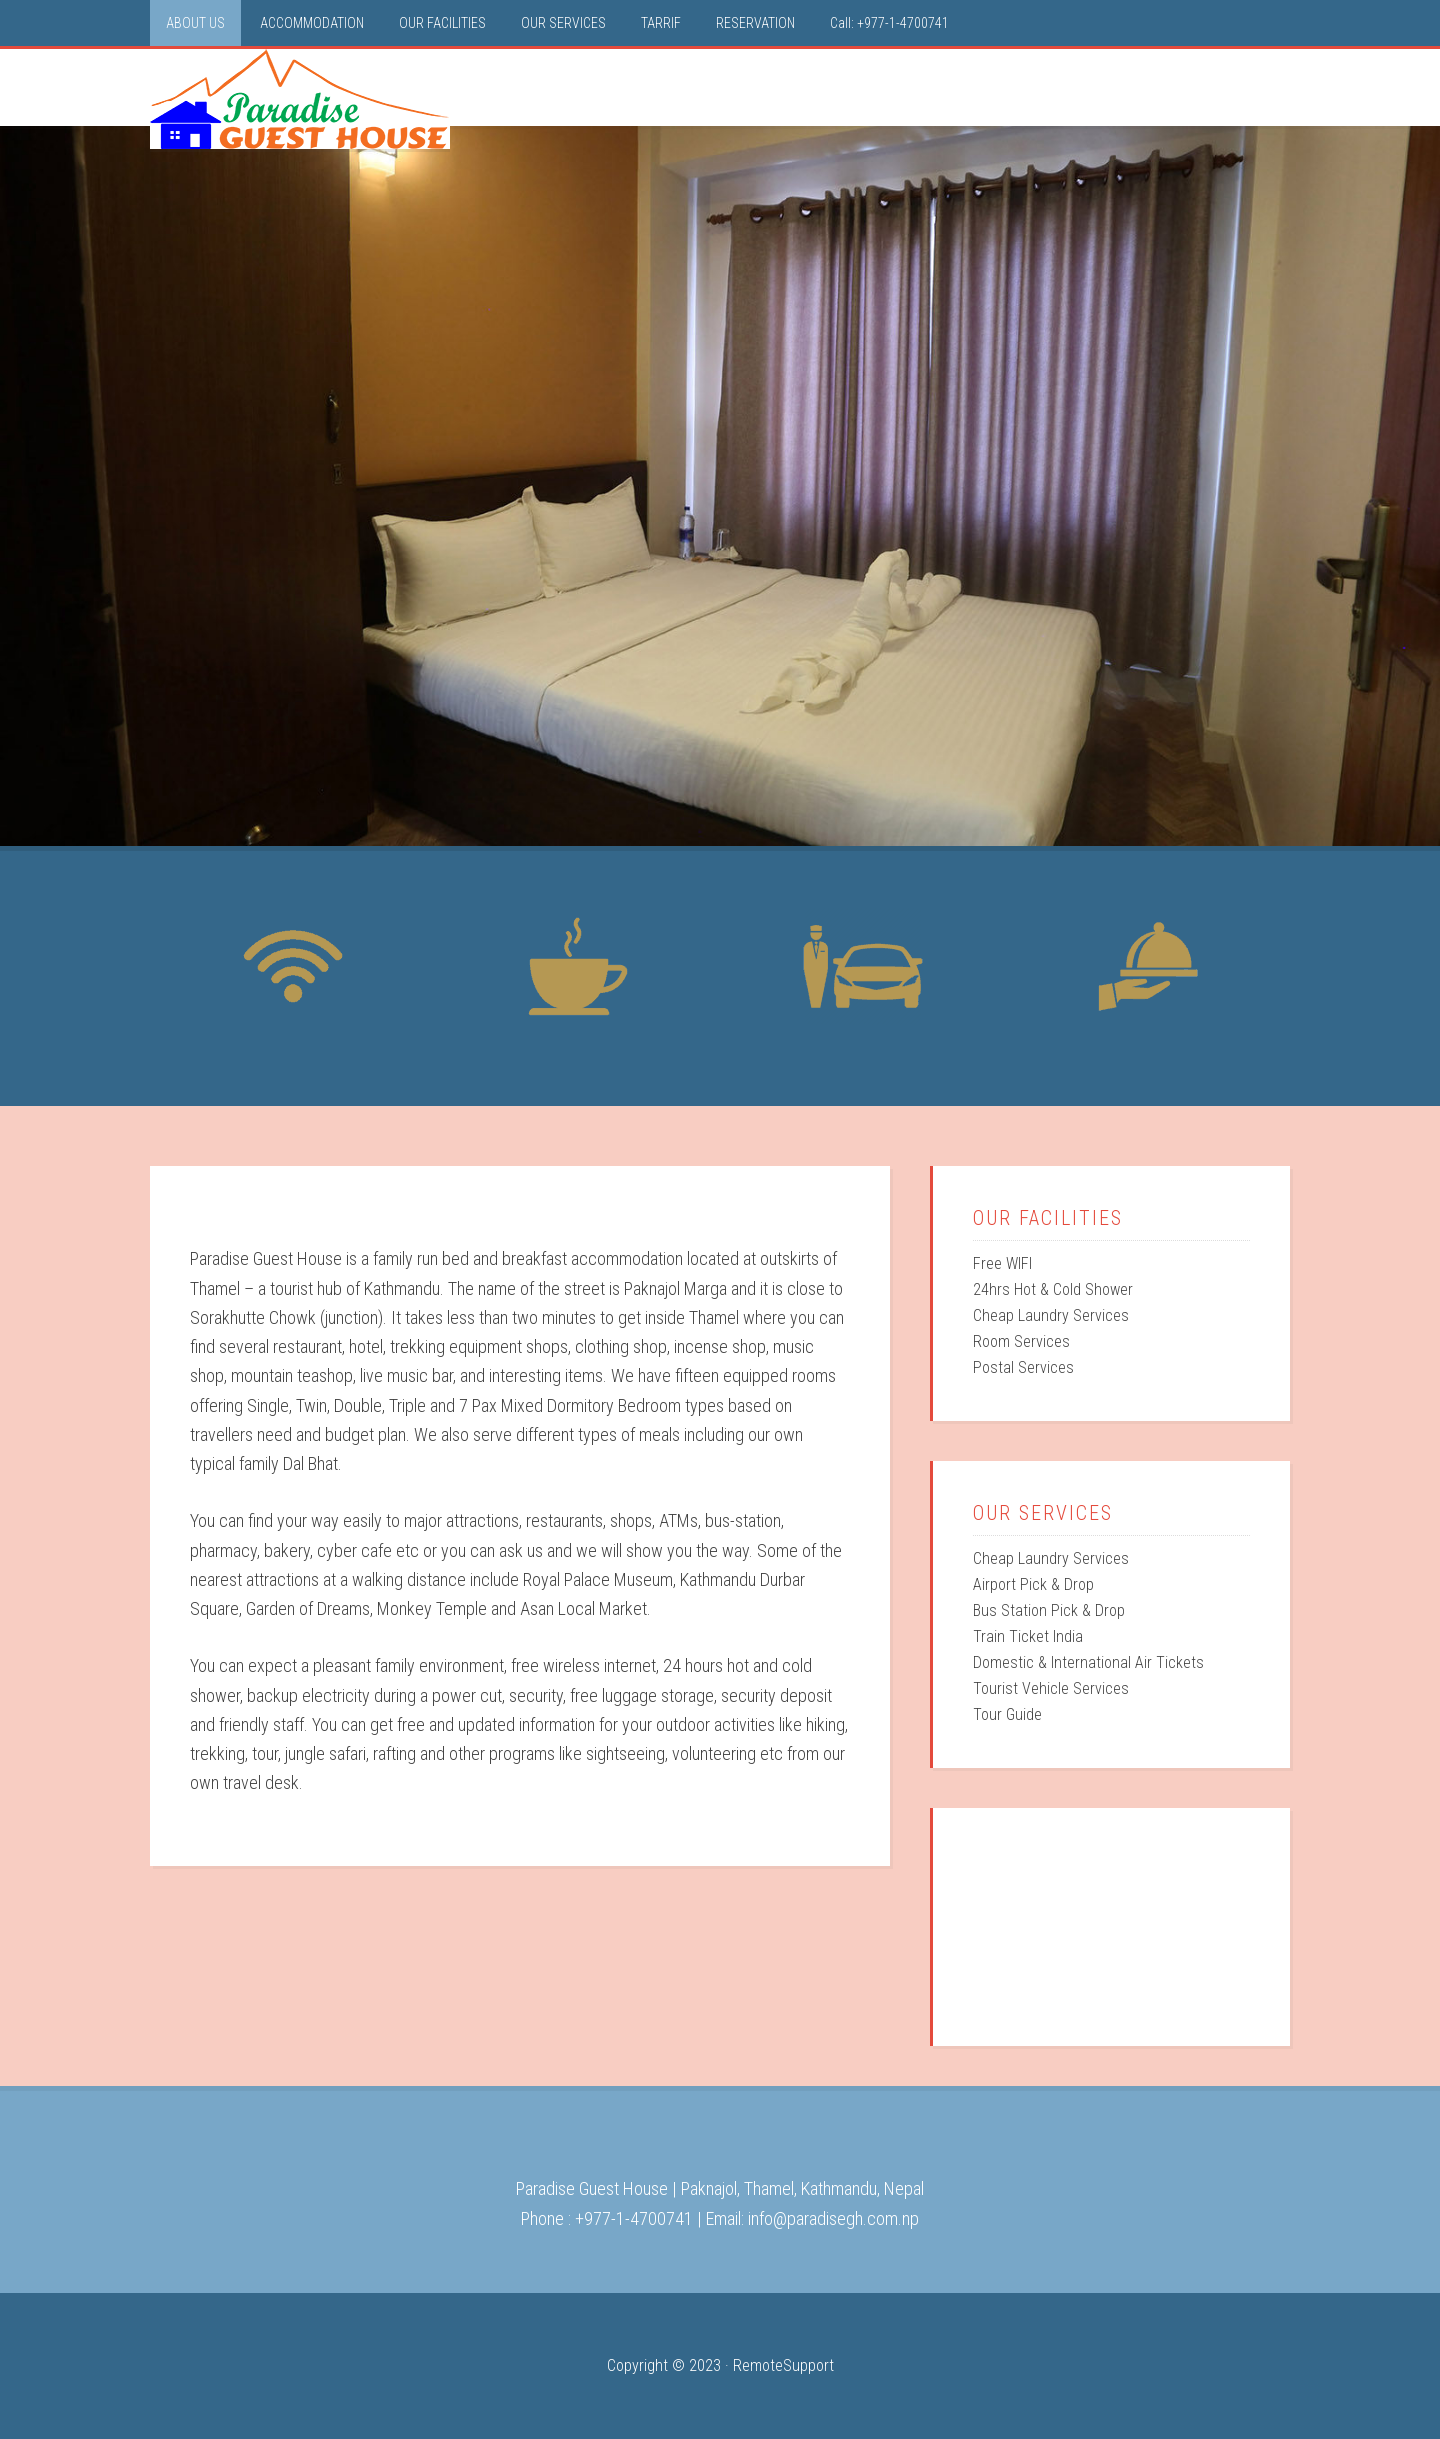 ABOUT US ACCOMMODATION OUR FACILITIES OUR SERVICES TARRIF RESERVATION Call: +977-1-4700741
Paradise
GUEST HOUSE
Paradise Guest House is a family run bed and breakfast accommodation located at outskirts of
Thamel – a tourist hub of Kathmandu. The name of the street is Paknajol Marga and it is close to
Sorakhutte Chowk (junction). It takes less than two minutes to get inside Thamel where you can
find several restaurant, hotel, trekking equipment shops, clothing shop, incense shop, music
shop, mountain teashop, live music bar, and interesting items. We have fifteen equipped rooms
offering Single, Twin, Double, Triple and 7 Pax Mixed Dormitory Bedroom types based on
travellers need and budget plan. We also serve different types of meals including our own
typical family Dal Bhat.
You can find your way easily to major attractions, restaurants, shops, ATMs, bus-station,
pharmacy, bakery, cyber cafe etc or you can ask us and we will show you the way. Some of the
nearest attractions at a walking distance include Royal Palace Museum, Kathmandu Durbar
Square, Garden of Dreams, Monkey Temple and Asan Local Market.
You can expect a pleasant family environment, free wireless internet, 24 hours hot and cold
shower, backup electricity during a power cut, security, free luggage storage, security deposit
and friendly staff. You can get free and updated information for your outdoor activities like hiking,
trekking, tour, jungle safari, rafting and other programs like sightseeing, volunteering etc from our
own travel desk.
OUR FACILITIES
Free WIFI
24hrs Hot & Cold Shower
Cheap Laundry Services
Room Services
Postal Services
OUR SERVICES
Cheap Laundry Services
Airport Pick & Drop
Bus Station Pick & Drop
Train Ticket India
Domestic & International Air Tickets
Tourist Vehicle Services
Tour Guide
Paradise Guest House | Paknajol, Thamel, Kathmandu, Nepal
Phone : +977-1-4700741 | Email: info@paradisegh.com.np
Copyright © 2023 · RemoteSupport